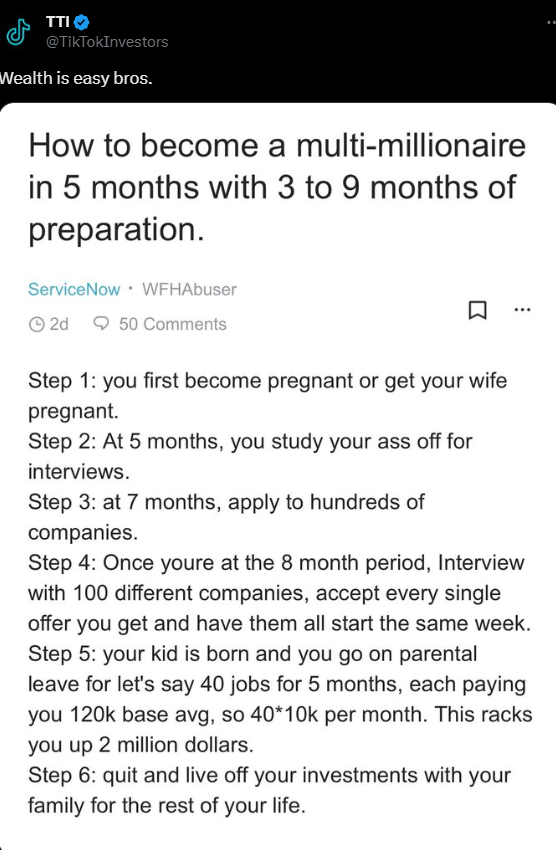 TTI
@TikTokInvestors
Wealth is easy bros.
How to become a multi-millionaire
in 5 months with 3 to 9 months of
preparation.
ServiceNow • WFHAbuser
2d 50 Comments
Step 1: you first become pregnant or get your wife
pregnant.
Step 2: At 5 months, you study your ass off for
interviews.
Step 3: at 7 months, apply to hundreds of
companies.
Step 4: Once youre at the 8 month period, Interview
with 100 different companies, accept every single
offer you get and have them all start the same week.
Step 5: your kid is born and you go on parental
leave for let's say 40 jobs for 5 months, each paying
you 120k base avg, so 40*10k per month. This racks
you up 2 million dollars.
Step 6: quit and live off your investments with your
family for the rest of your life.